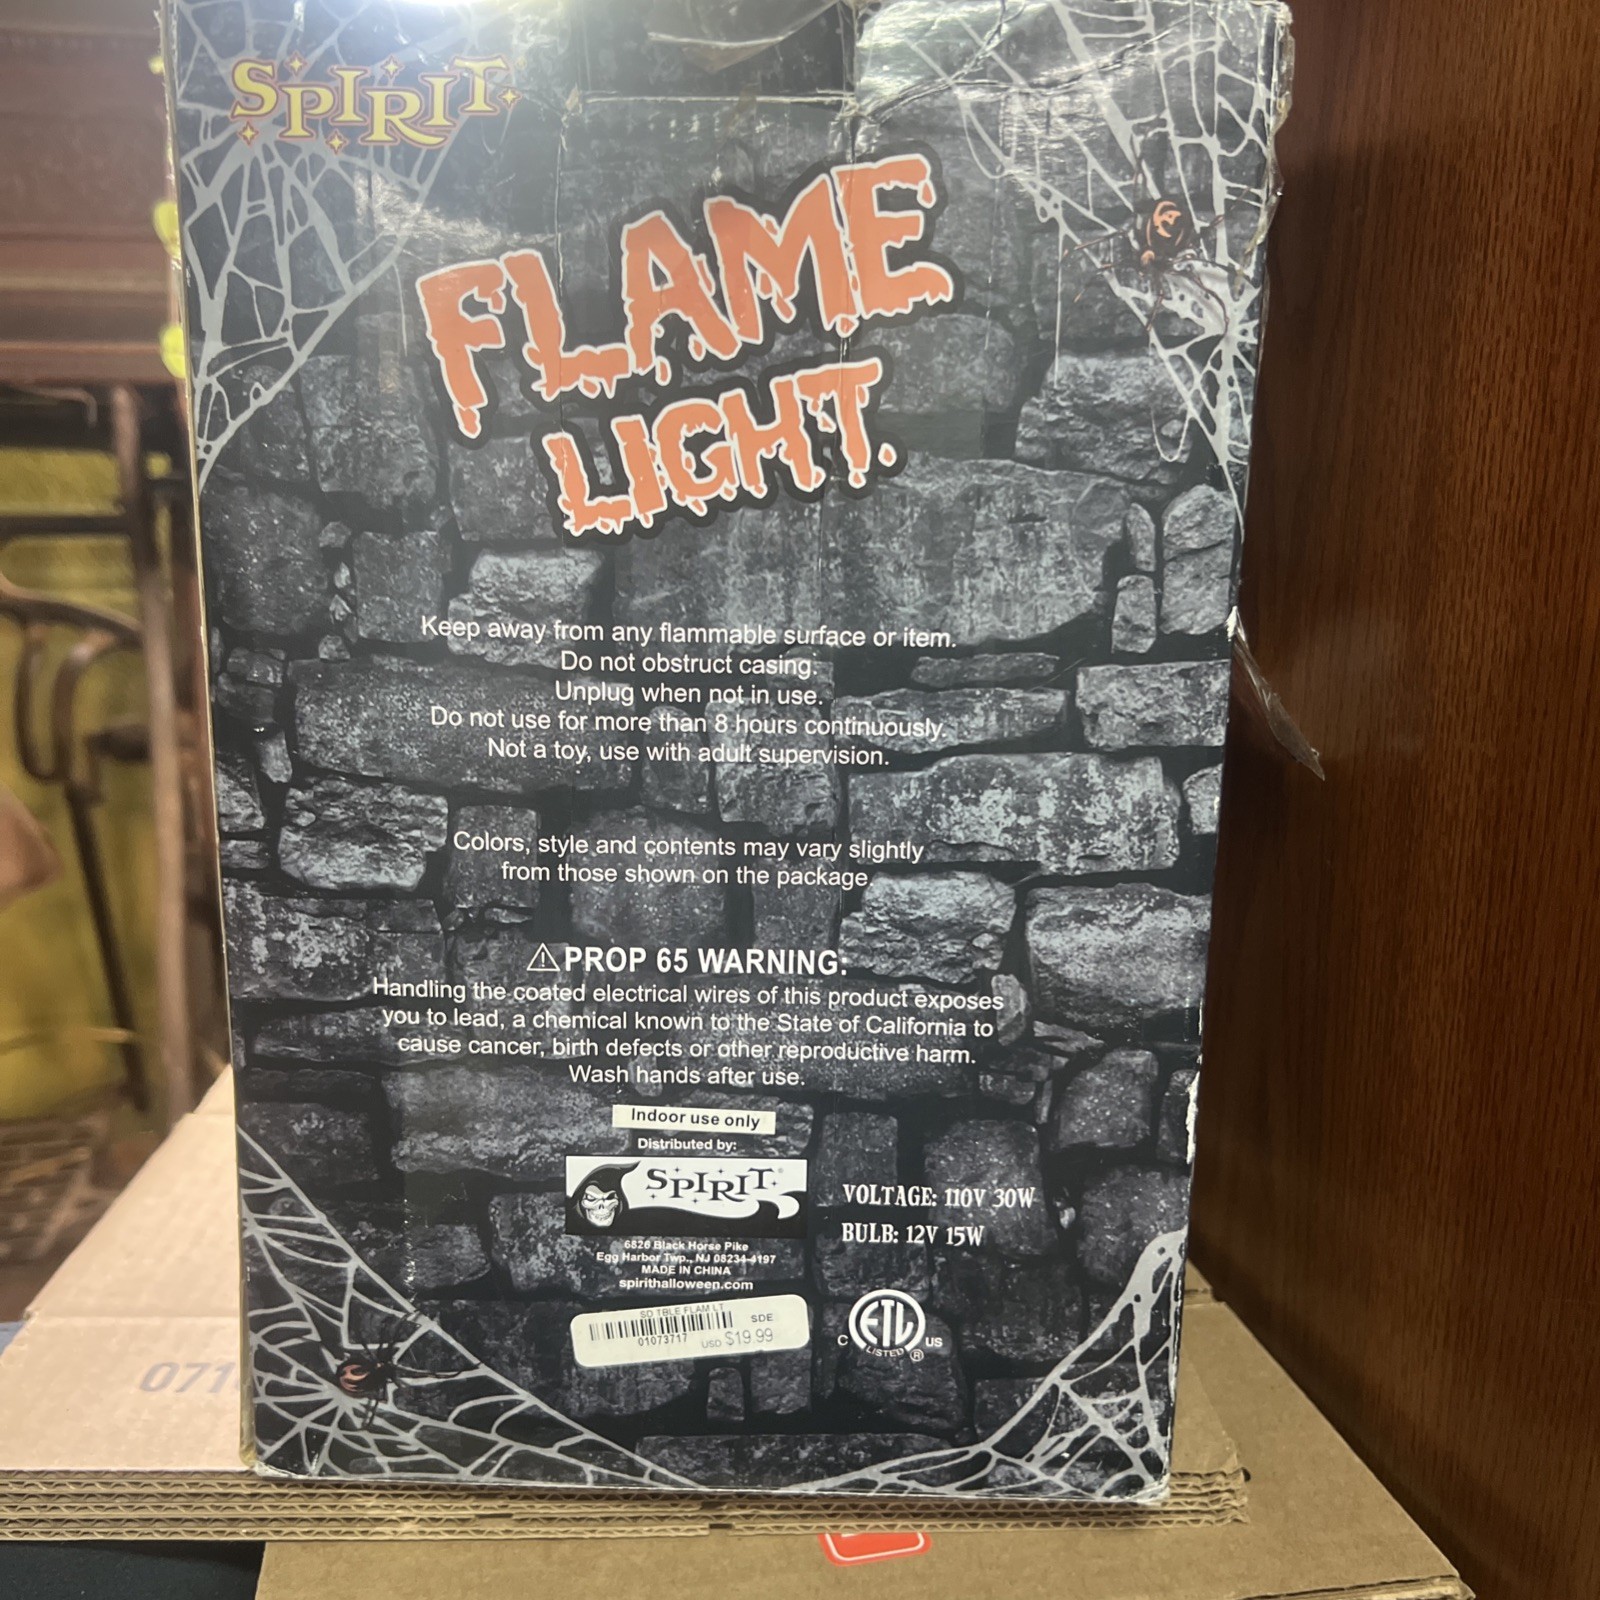 SPIRIT
FLAME
LIGHT.
Keep away from any flammable surface or item.
Do not obstruct casing.
Unplug when not in use.
Do not use for more than 8 hours continuously.
Not a toy, use with adult supervision.
Colors, style and contents may vary slightly
from those shown on the package.
⚠PROP 65 WARNING:
Handling the coated electrical wires of this product exposes
you to lead, a chemical known to the State of California to
cause cancer, birth defects or other reproductive harm.
Wash hands after use.
Indoor use only
Distributed by:
SPIRIT®
6826 Black Horse Pike
Egg Harbor Twp., NJ 08234-4197
MADE IN CHINA
spirithalloween.com
VOLTAGE: 110V 30W
BULB: 12V 15W
SD TBLE FLAM LT
SDE
01073717 USD $19.99
C ETL US
LISTED ®
071